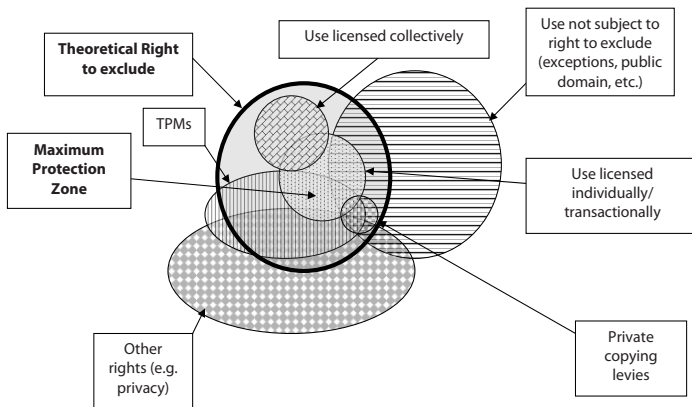 Theoretical Right
to exclude
Use licensed collectively
Use not subject to
right to exclude
(exceptions, public
domain, etc.)
TPMs
Maximum
Protection
Zone
Use licensed
individually/
transactionally
Other
rights (e.g.
privacy)
Private
copying
levies